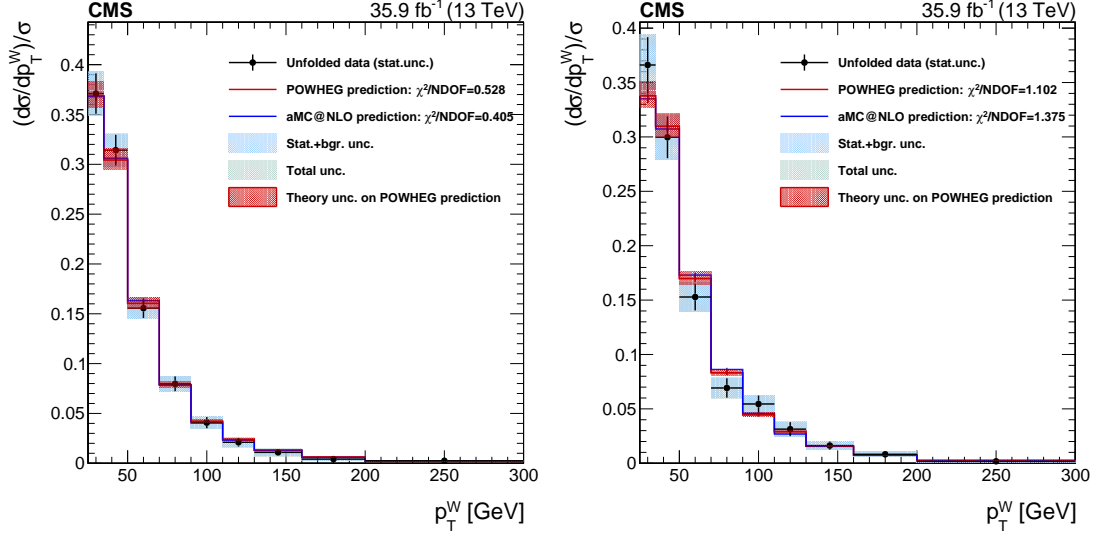 CMS 35.9 fb⁻¹ (13 TeV)
(dσ/dp_T^W)/σ
0.4
0.35
0.3
0.25
0.2
0.15
0.1
0.05
0
Unfolded data (stat.unc.)
POWHEG prediction: χ²/NDOF=0.528
aMC@NLO prediction: χ²/NDOF=0.405
Stat.+bgr. unc.
Total unc.
Theory unc. on POWHEG prediction
50 100 150 200 250 300
p_T^W [GeV]
CMS 35.9 fb⁻¹ (13 TeV)
(dσ/dp_T^W)/σ
0.4
0.35
0.3
0.25
0.2
0.15
0.1
0.05
0
Unfolded data (stat.unc.)
POWHEG prediction: χ²/NDOF=1.102
aMC@NLO prediction: χ²/NDOF=1.375
Stat.+bgr. unc.
Total unc.
Theory unc. on POWHEG prediction
50 100 150 200 250 300
p_T^W [GeV]